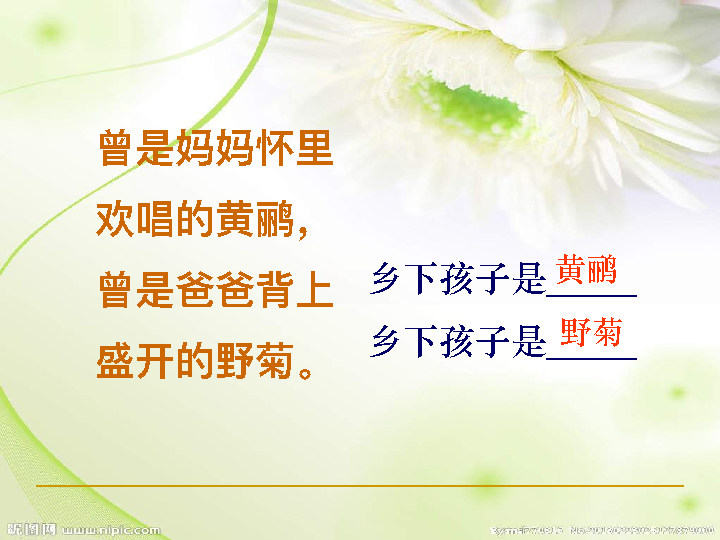 曾是妈妈怀里
欢唱的黄鹂，
曾是爸爸背上
盛开的野菊。
乡下孩子是黄鹂
乡下孩子是野菊
昵图网 www.nipic.com